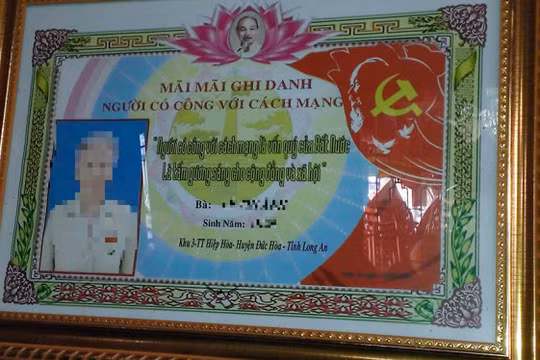 MÃI MÃI GHI DANH
NGƯỜI CÓ CÔNG VỚI CÁCH MẠNG
"Người có công với cách mạng là vốn quý của Đất Nước
Là tấm gương sáng cho cộng đồng và xã hội"
Bà:
Sinh Năm:
Khu 3-TT Hiệp Hòa- Huyện Đức Hòa - Tỉnh Long An